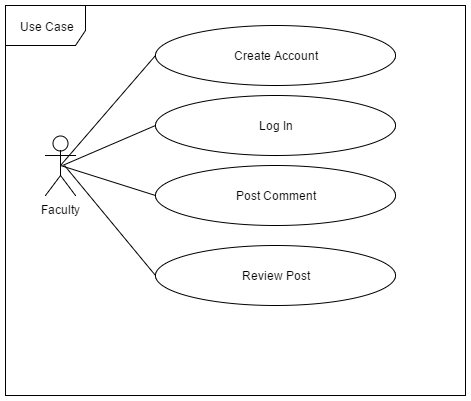 Use Case
Create Account
Log In
Post Comment
Faculty
Review Post